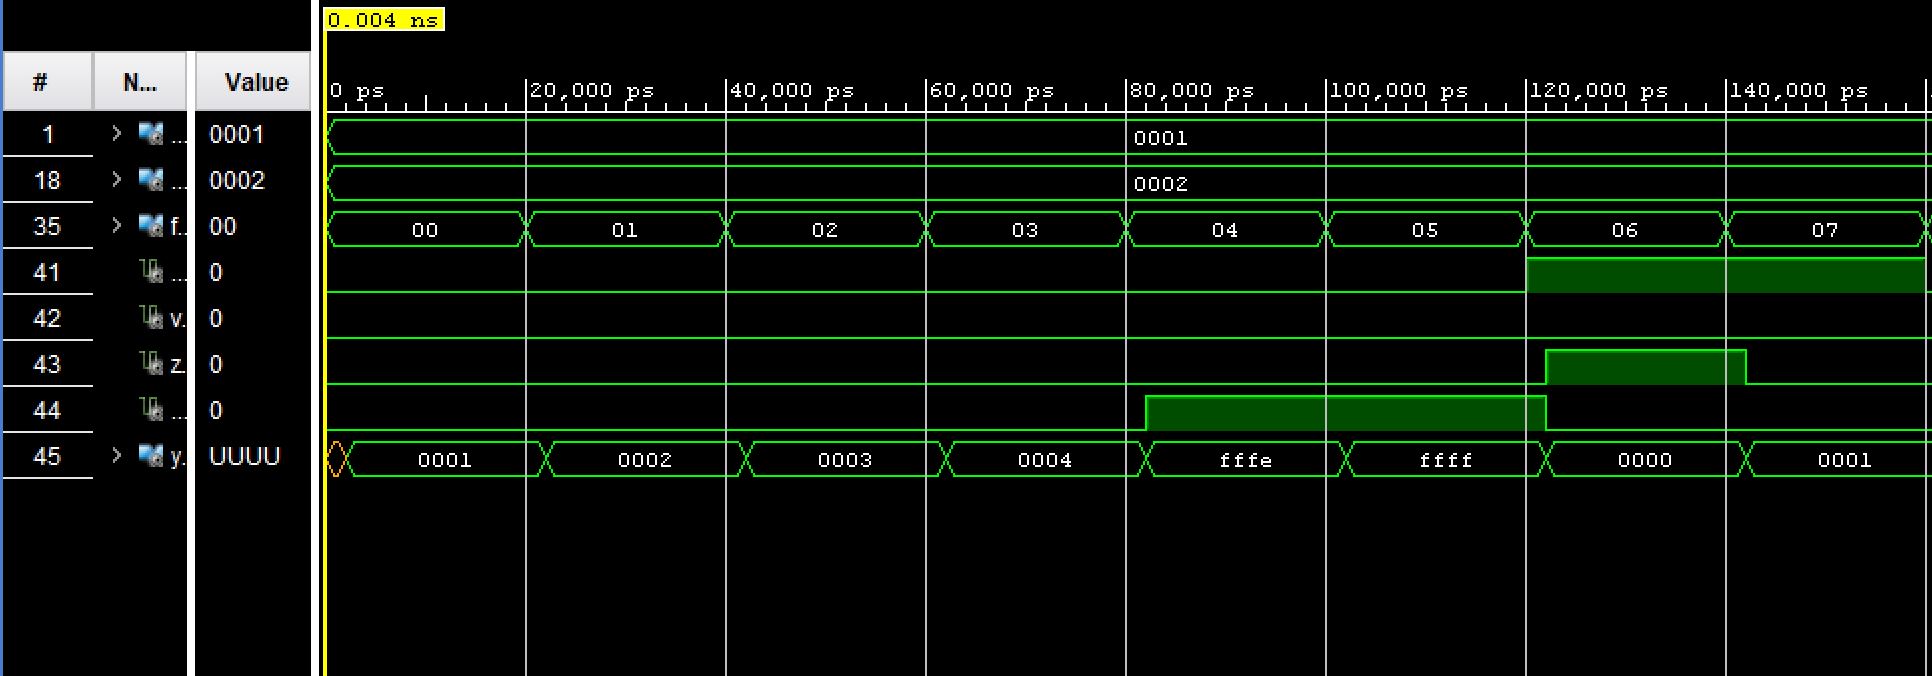 0.004 ns
# N... Value
0 ps 20,000 ps 40,000 ps 60,000 ps 80,000 ps 100,000 ps 120,000 ps 140,000 ps
1 > ... 0001 0001
18 > ... 0002 0002
35 > f.. 00 00 01 02 03 04 05 06 07
41 ... 0
42 v. 0
43 z. 0
44 ... 0
45 > y. UUUU 0001 0002 0003 0004 fffe ffff 0000 0001